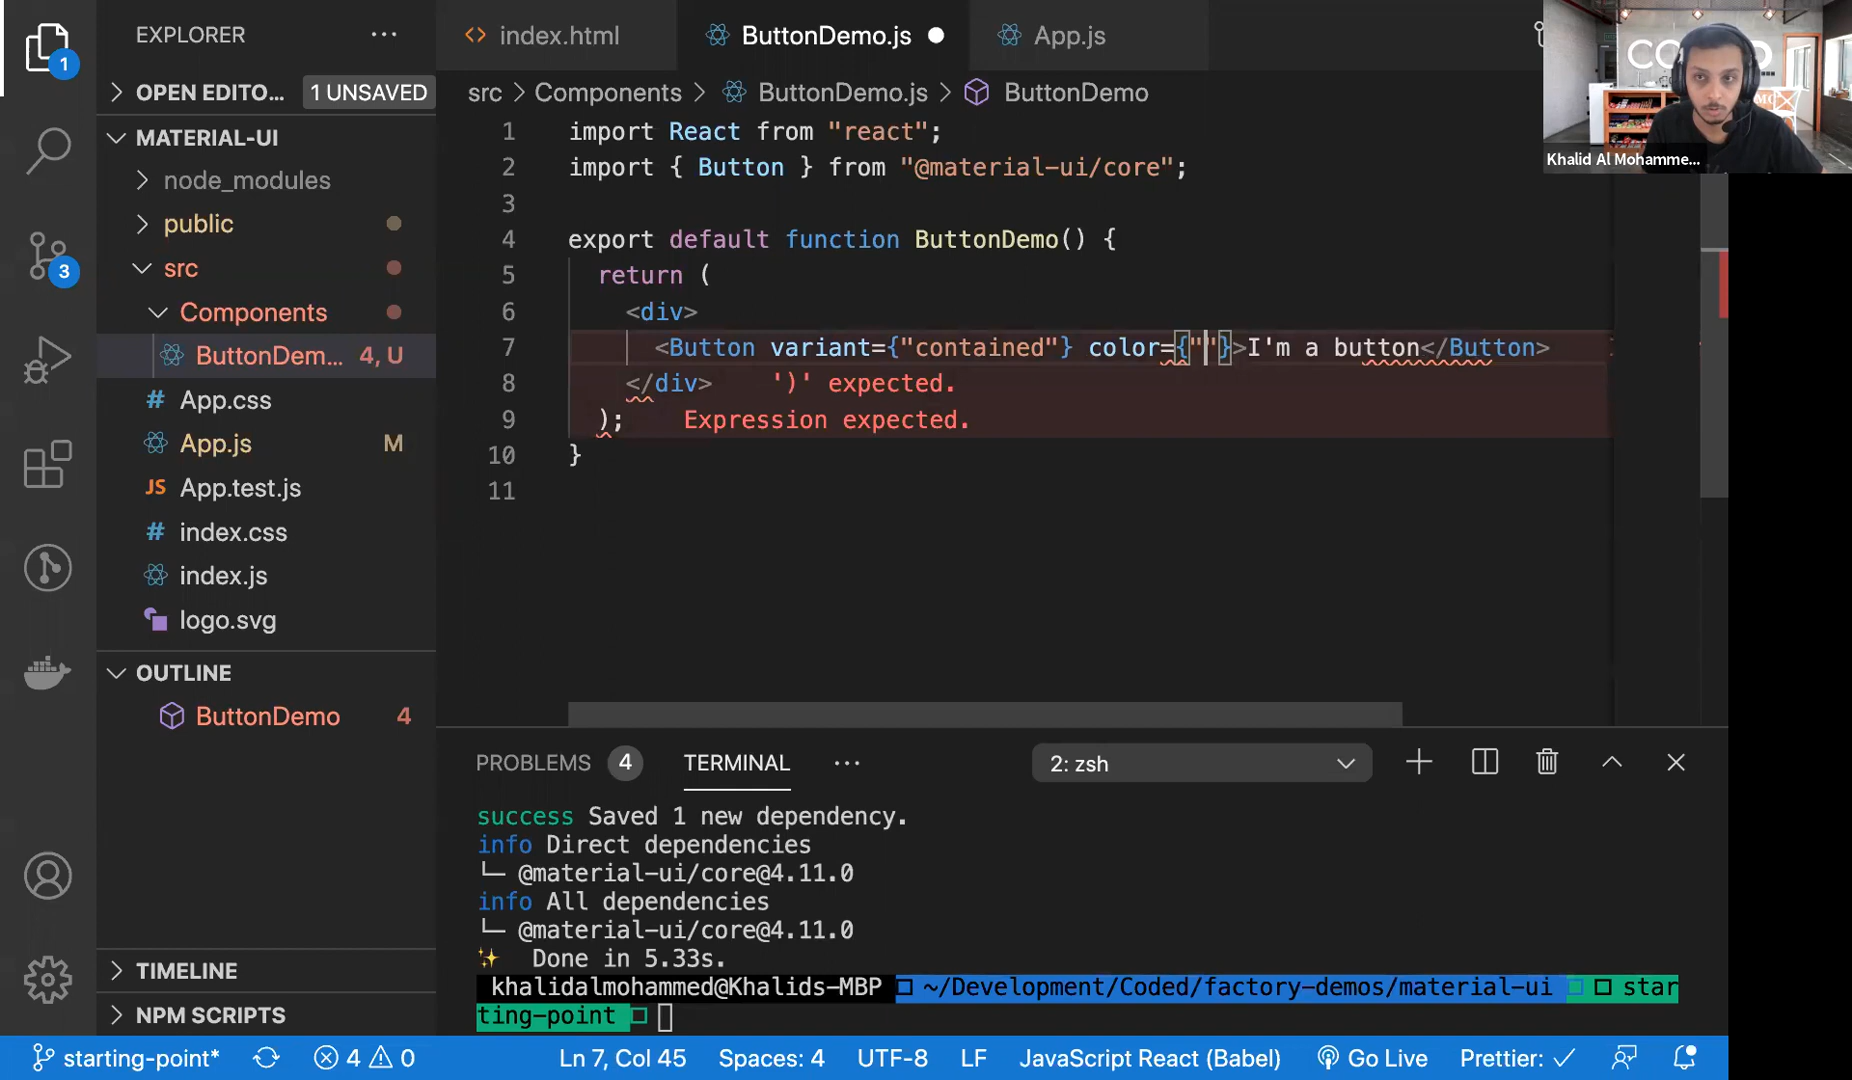 EXPLORER
OPEN EDITO... 1 UNSAVED
MATERIAL-UI
node_modules
public
src
Components
ButtonDem... 4, U
App.css
App.js M
App.test.js
index.css
index.js
logo.svg
OUTLINE
ButtonDemo 4
TIMELINE
NPM SCRIPTS
1
3
index.html
ButtonDemo.js
App.js
src > Components > ButtonDemo.js > ButtonDemo
1 import React from "react";
2 import { Button } from "@material-ui/core";
3
4 export default function ButtonDemo() {
5 return (
6 <div>
7 <Button variant={"contained"} color={""}>I'm a button</Button>
8 </div> ')' expected.
9 ); Expression expected.
10 }
11
Khalid Al Mohamme...
PROBLEMS 4 TERMINAL ... 2: zsh
success Saved 1 new dependency.
info Direct dependencies
└─ @material-ui/core@4.11.0
info All dependencies
└─ @material-ui/core@4.11.0
✨ Done in 5.33s.
khalidalmohammed@Khalids-MBP ~/Development/Coded/factory-demos/material-ui star
ting-point
starting-point* 4 0 Ln 7, Col 45 Spaces: 4 UTF-8 LF JavaScript React (Babel) Go Live Prettier: ✓